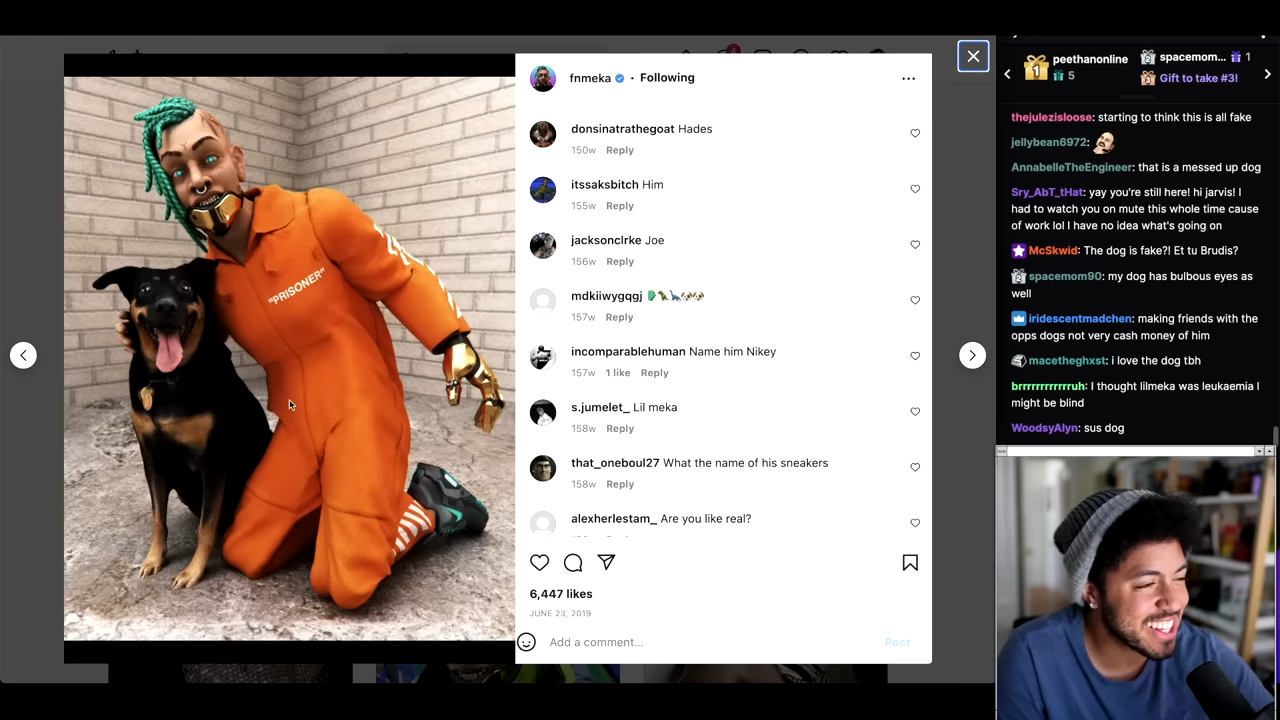 fnmeka • Following
donsinatrathegoat Hades
150w Reply
itssaksbitch Him
155w Reply
jacksonclrke Joe
156w Reply
mdkiiwygqgj
157w Reply
incomparablehuman Name him Nikey
157w 1 like Reply
s.jumelet_ Lil meka
158w Reply
that_oneboul27 What the name of his sneakers
158w Reply
alexherlestam_ Are you like real?
6,447 likes
JUNE 23, 2019
Add a comment...
Post
"PRISONER"
1 peethanonline
5
2 spacemom... 1
3 Gift to take #3!
thejulezisloose: starting to think this is all fake
jellybean6972:
AnnabelleTheEngineer: that is a messed up dog
Sry_AbT_tHat: yay you're still here! hi jarvis! I
had to watch you on mute this whole time cause
of work lol I have no idea what's going on
McSkwid: The dog is fake?! Et tu Brudis?
spacemom90: my dog has bulbous eyes as
well
iridescentmadchen: making friends with the
opps dogs not very cash money of him
macetheghxst: i love the dog tbh
brrrrrrrrrrruh: I thought lilmeka was leukaemia I
might be blind
WoodsyAlyn: sus dog